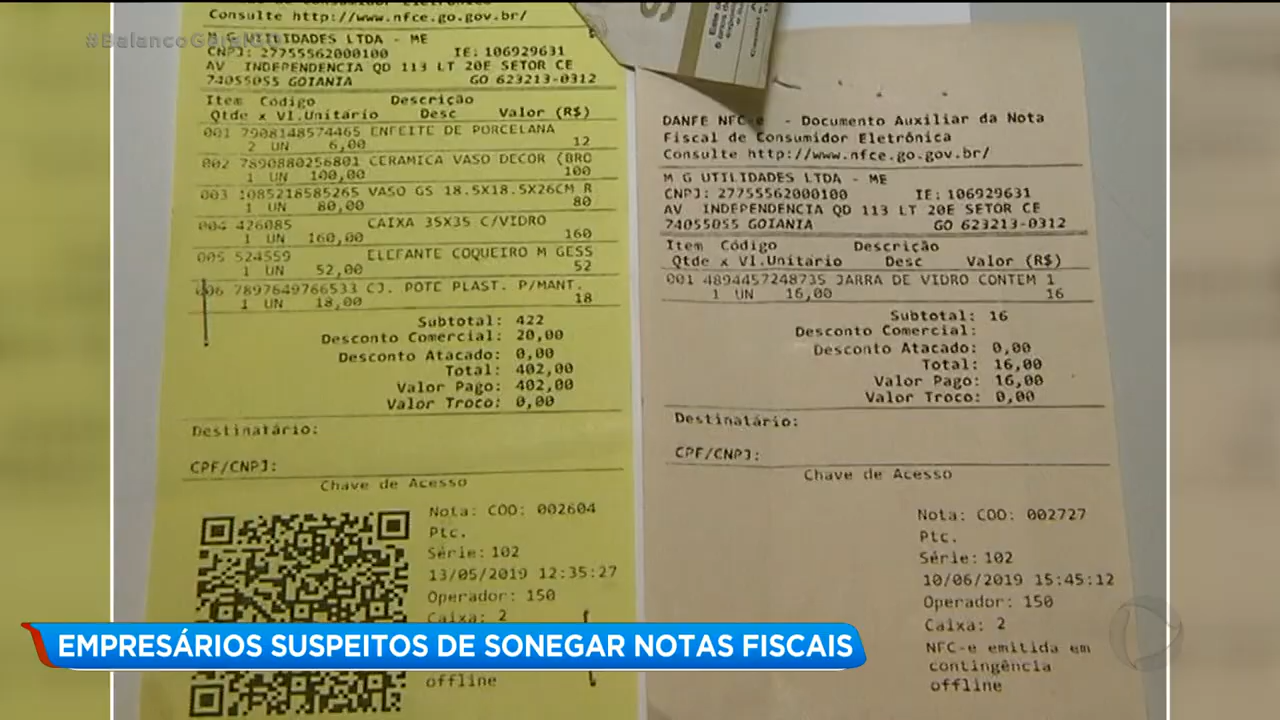 #BalancoGeral
Consulte http://www.nfce.go.gov.br/
M G UTILIDADES LTDA - ME
CNPJ: 27755562000100 IE: 106929631
AV INDEPENDENCIA QD 113 LT 20E SETOR CE
74055055 GOIANIA GO 623213-0312
Item Código Descrição
Qtde x Vl.Unitário Desc Valor (R$)
001 7908148574465 ENFEITE DE PORCELANA
2 UN 6,00 12
002 7890880256801 CERAMICA VASO DECOR (BRO
1 UN 100,00 100
003 1085218585265 VASO GS 18.5X18.5X26CM R
1 UN 80,00 80
004 426085 CAIXA 35X35 C/VIDRO
1 UN 160,00 160
005 524559 ELEFANTE COQUEIRO M GESS
1 UN 52,00 52
006 7897649766533 CJ. POTE PLAST. P/MANT.
1 UN 18,00 18
Subtotal: 422
Desconto Comercial: 20,00
Desconto Atacado: 0,00
Total: 402,00
Valor Pago: 402,00
Valor Troco: 0,00
Destinatário:
CPF/CNPJ:
Chave de Acesso
Nota: COO: 002604
Ptc.
Série: 102
13/05/2019 12:35:27
Operador: 150
Caixa: 2
offline
DANFE NFC-e - Documento Auxiliar da Nota
Fiscal de Consumidor Eletrônica
Consulte http://www.nfce.go.gov.br/
M G UTILIDADES LTDA - ME
CNPJ: 27755562000100 IE: 106929631
AV INDEPENDENCIA QD 113 LT 20E SETOR CE
74055055 GOIANIA GO 623213-0312
Item Código Descrição
Qtde x Vl.Unitário Desc Valor (R$)
001 4894457248735 JARRA DE VIDRO CONTEM 1
1 UN 16,00 16
Subtotal: 16
Desconto Comercial:
Desconto Atacado: 0,00
Total: 16,00
Valor Pago: 16,00
Valor Troco: 0,00
Destinatário:
CPF/CNPJ:
Chave de Acesso
Nota: COO: 002727
Ptc.
Série: 102
10/06/2019 15:45:12
Operador: 150
Caixa: 2
NFC-e emitida em
contingência
offline
EMPRESÁRIOS SUSPEITOS DE SONEGAR NOTAS FISCAIS